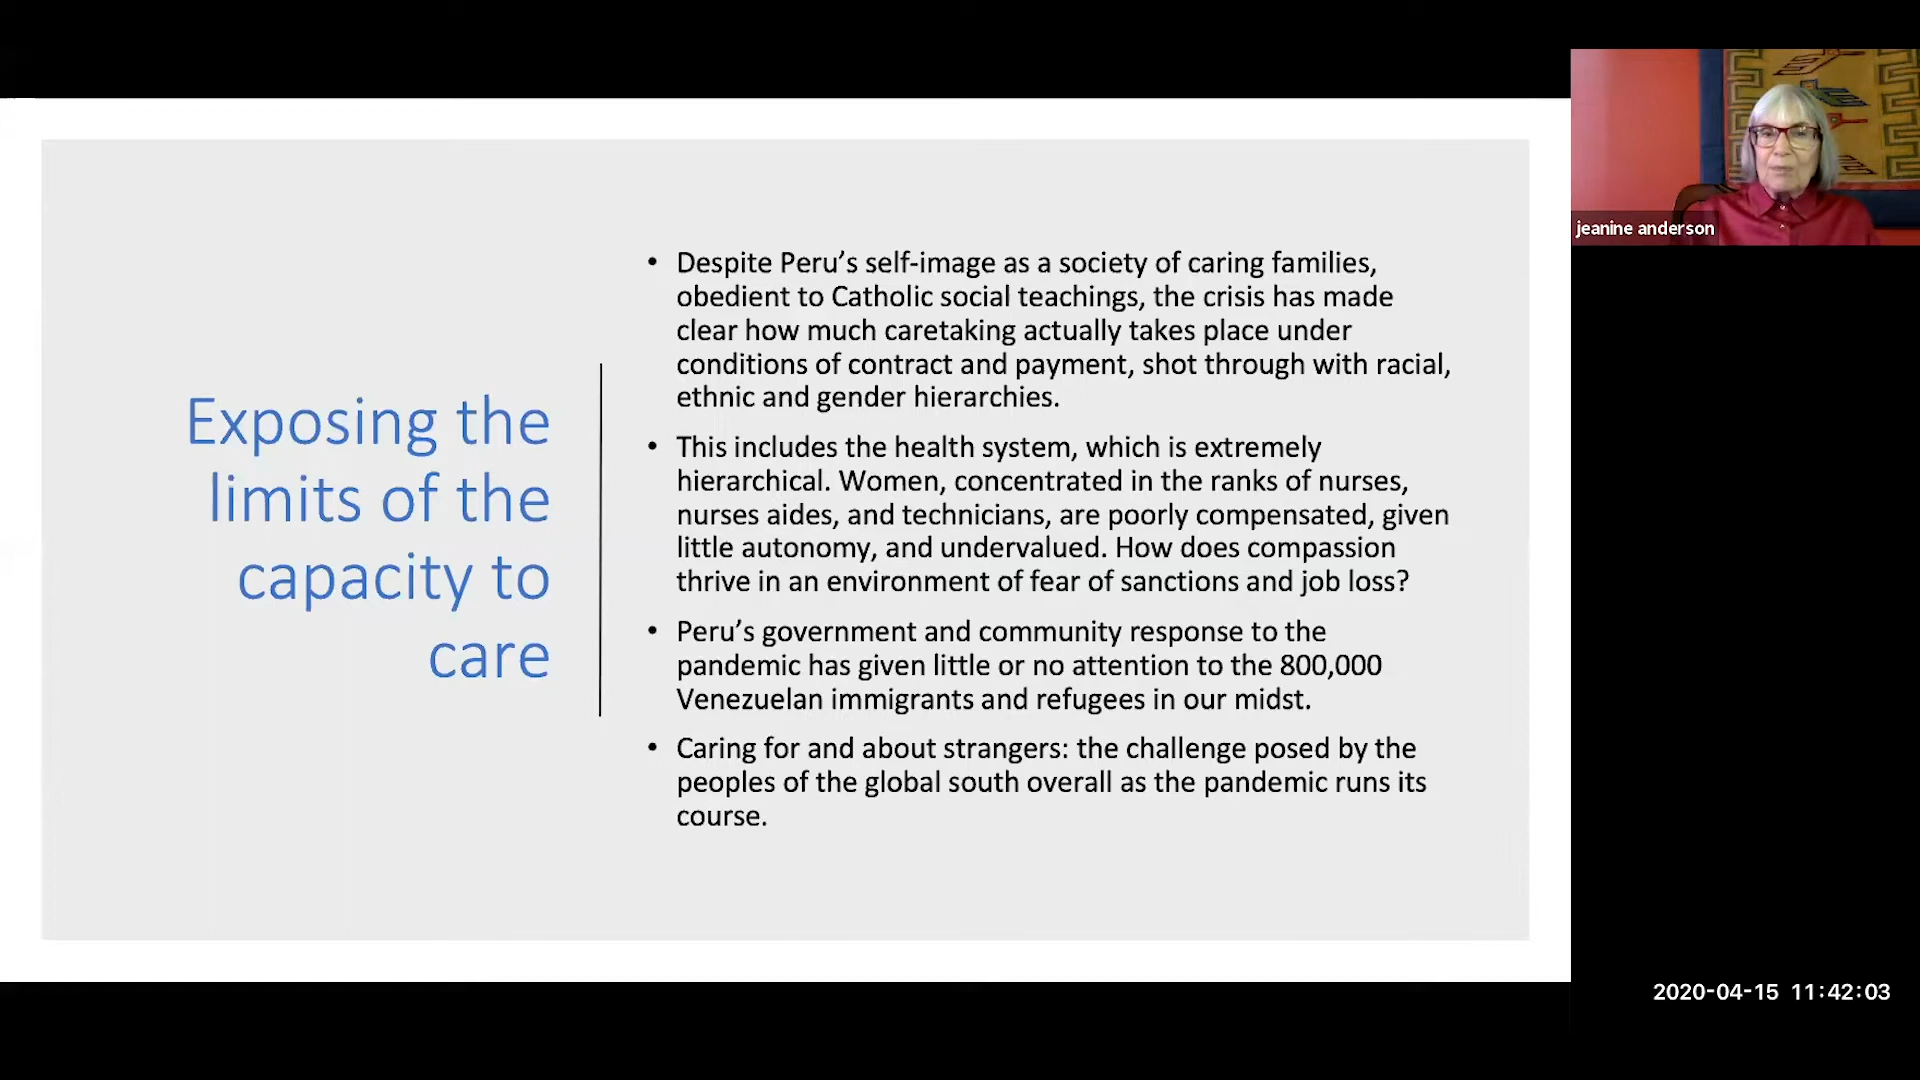 Exposing the
limits of the
capacity to
care
• Despite Peru’s self-image as a society of caring families,
obedient to Catholic social teachings, the crisis has made
clear how much caretaking actually takes place under
conditions of contract and payment, shot through with racial,
ethnic and gender hierarchies.
• This includes the health system, which is extremely
hierarchical. Women, concentrated in the ranks of nurses,
nurses aides, and technicians, are poorly compensated, given
little autonomy, and undervalued. How does compassion
thrive in an environment of fear of sanctions and job loss?
• Peru’s government and community response to the
pandemic has given little or no attention to the 800,000
Venezuelan immigrants and refugees in our midst.
• Caring for and about strangers: the challenge posed by the
peoples of the global south overall as the pandemic runs its
course.
jeanine anderson
2020-04-15 11:42:03